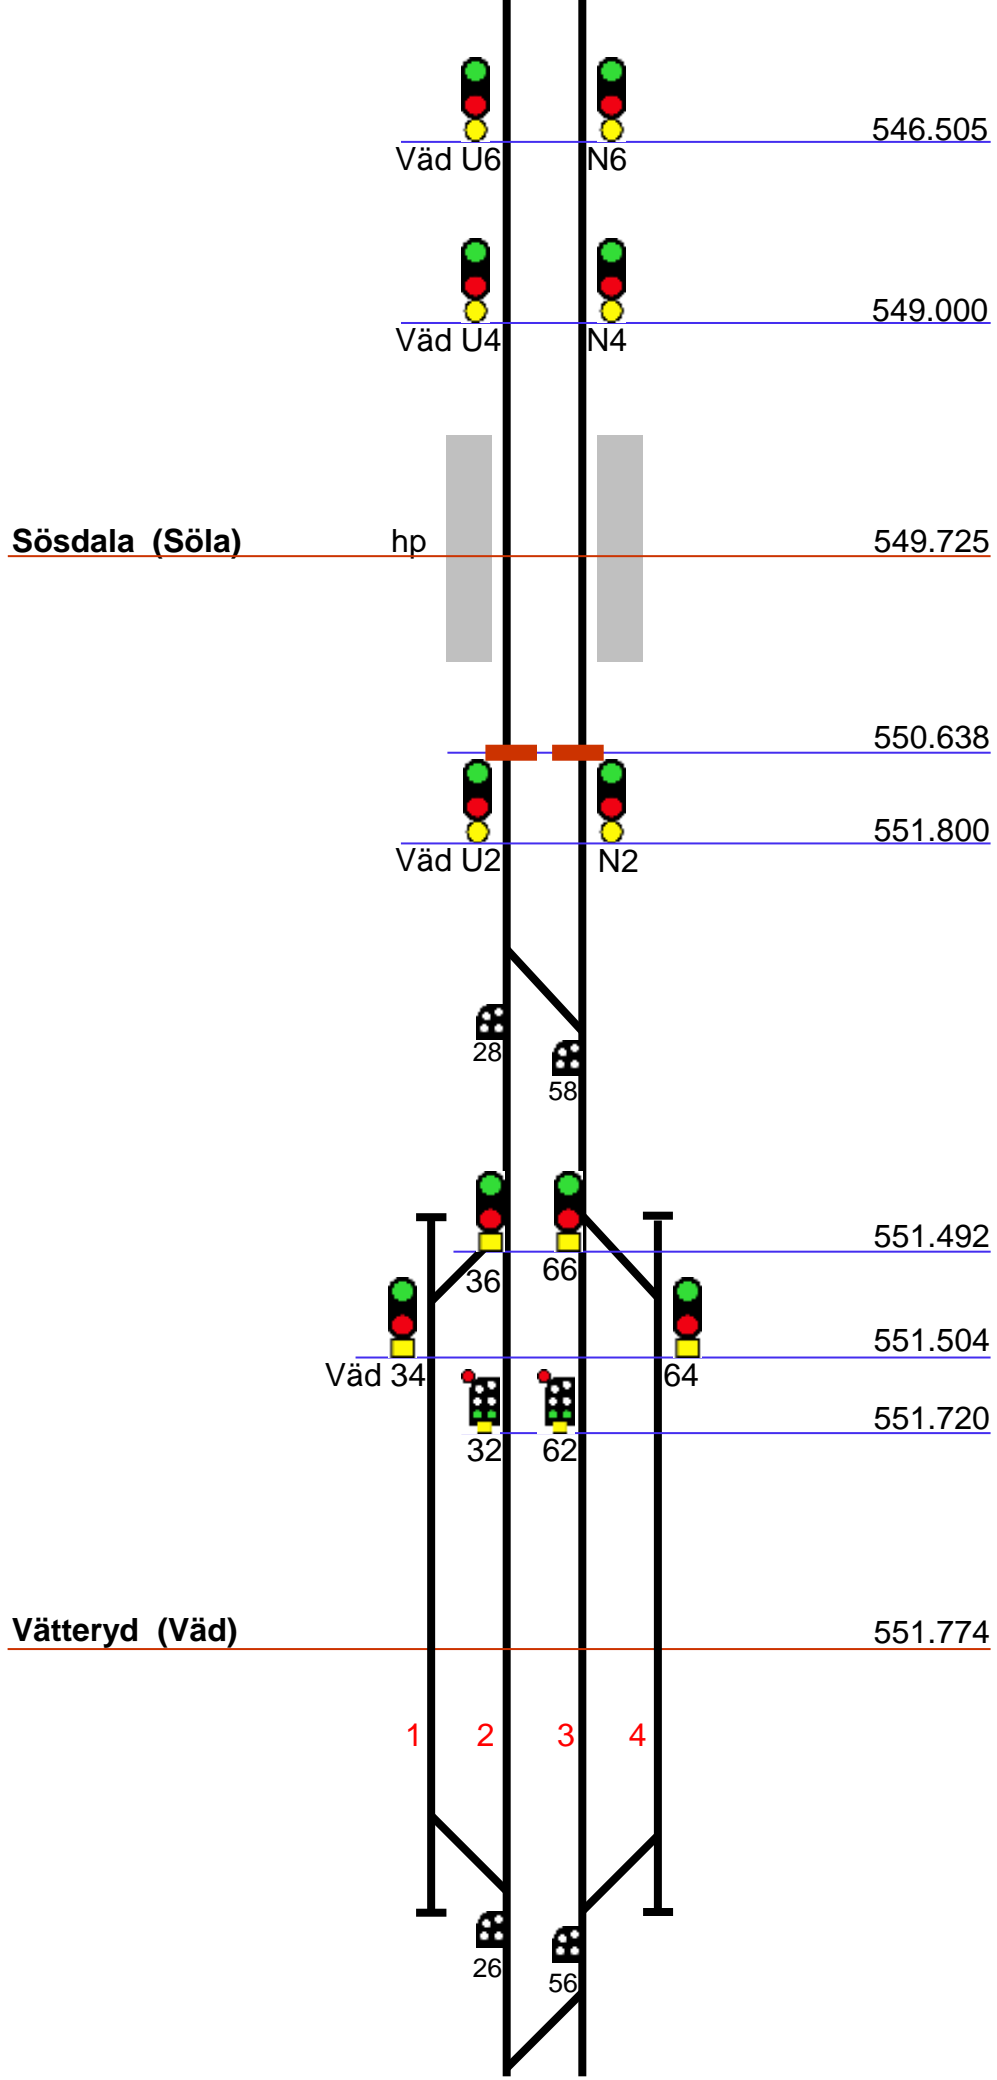 546.505
Väd U6 N6
549.000
Väd U4 N4
Sösdala (Söla) hp 549.725
550.638
551.800
Väd U2 N2
28
58
551.492
36 66
551.504
Väd 34 64
551.720
32 62
Vätteryd (Väd) 551.774
1 2 3 4
26 56